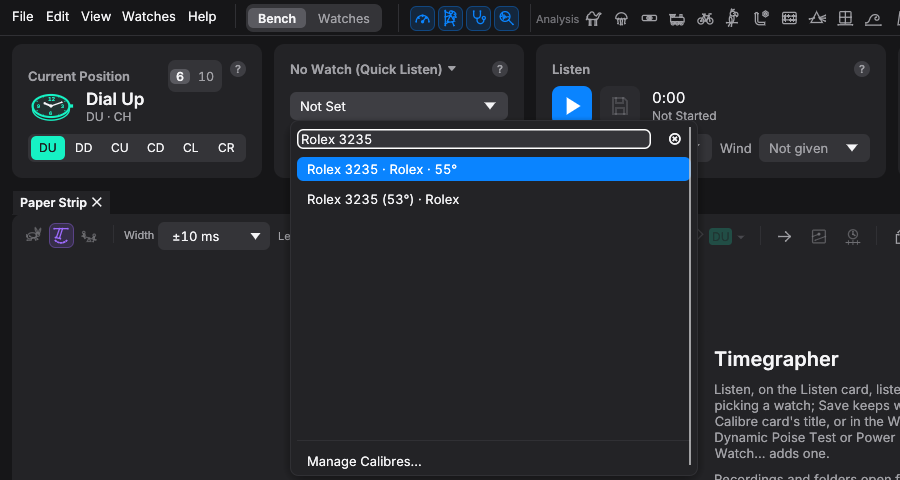 File Edit View Watches Help
Bench Watches
Analysis
Current Position
6 10
?
Dial Up
DU · CH
DU DD CU CD CL CR
No Watch (Quick Listen)
?
Not Set
Rolex 3235
Rolex 3235 · Rolex · 55°
Rolex 3235 (53°) · Rolex
Manage Calibres...
Listen
?
0:00
Not Started
Wind Not given
Paper Strip
Width ±10 ms Le
DU
Timegrapher
Listen, on the Listen card, liste
picking a watch; Save keeps w
Calibre card's title, or in the W
Dynamic Poise Test or Power
Watch... adds one.
Recordings and folders open f